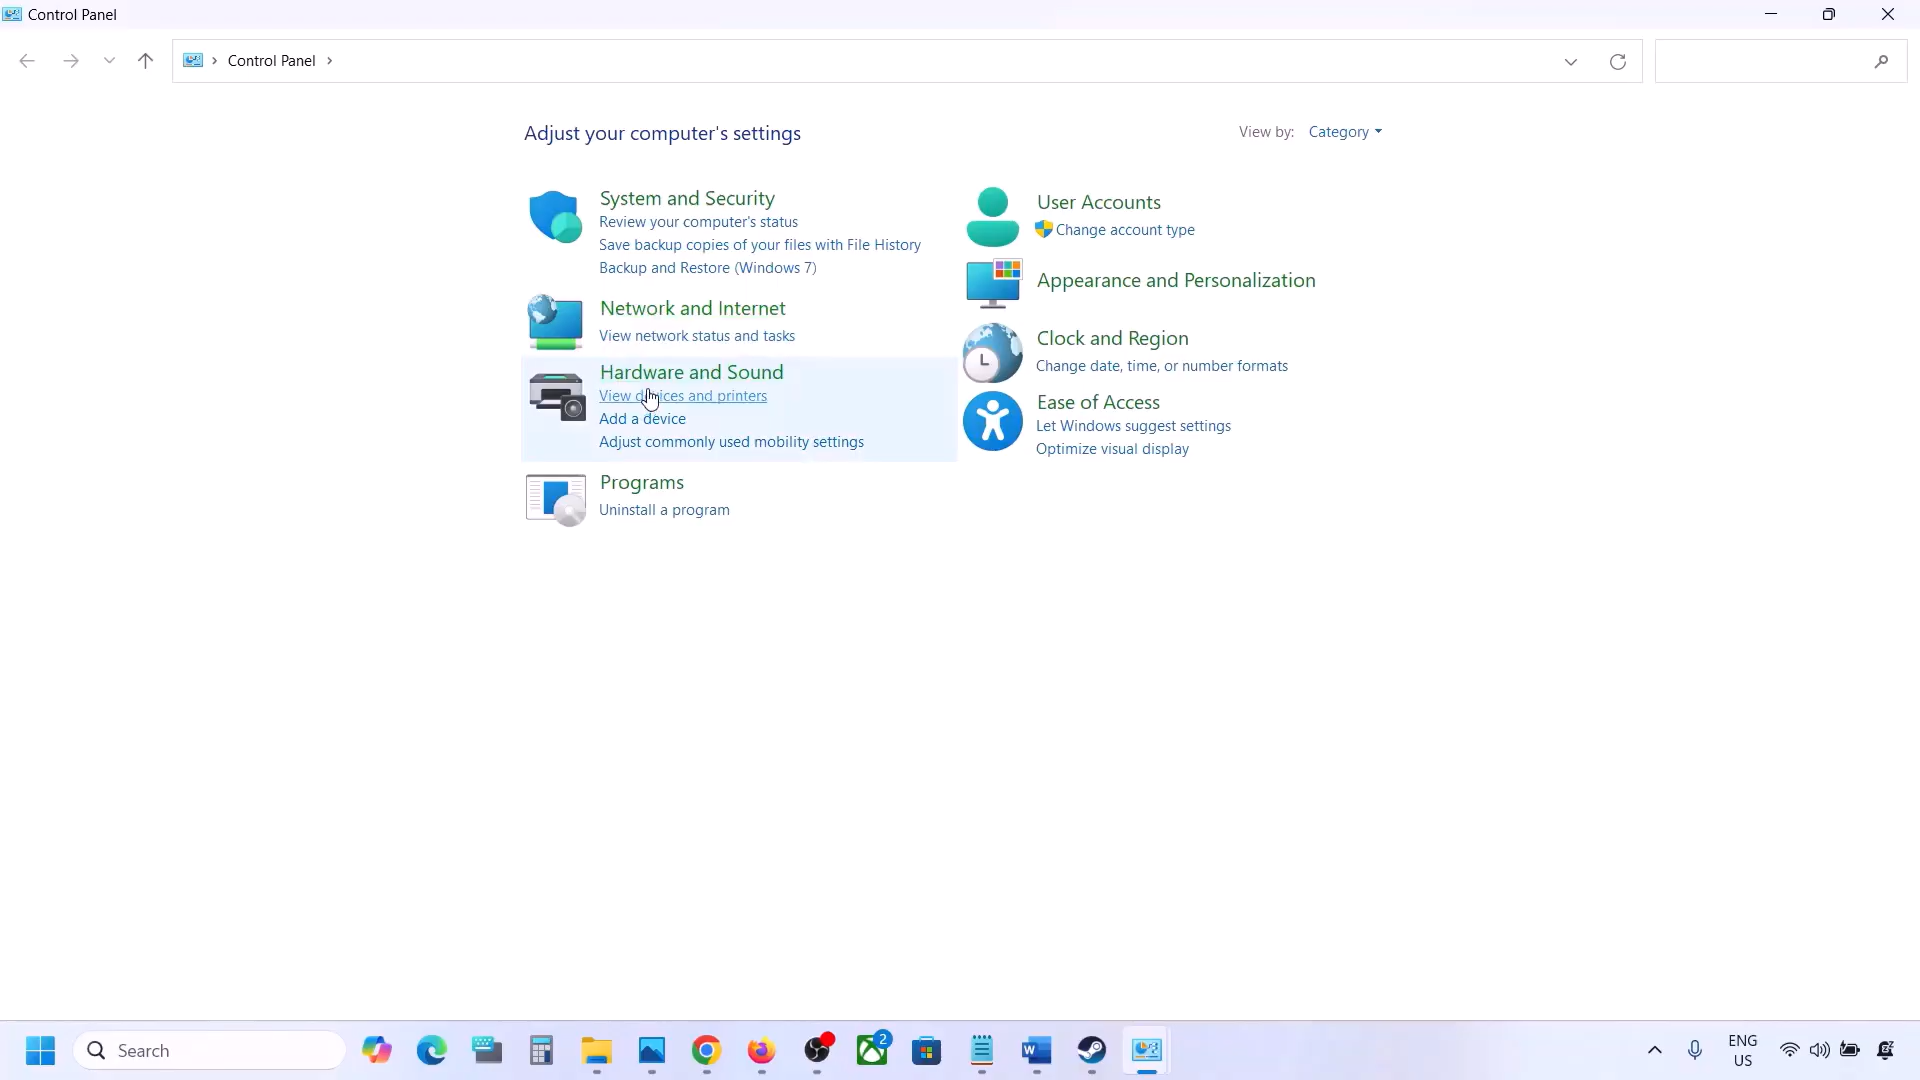 Control Panel
Control Panel
Adjust your computer's settings
View by: Category
System and Security
Review your computer's status
Save backup copies of your files with File History
Backup and Restore (Windows 7)
Network and Internet
View network status and tasks
Hardware and Sound
View devices and printers
Add a device
Adjust commonly used mobility settings
Programs
Uninstall a program
User Accounts
Change account type
Appearance and Personalization
Clock and Region
Change date, time, or number formats
Ease of Access
Let Windows suggest settings
Optimize visual display
Search
2
ENG
US